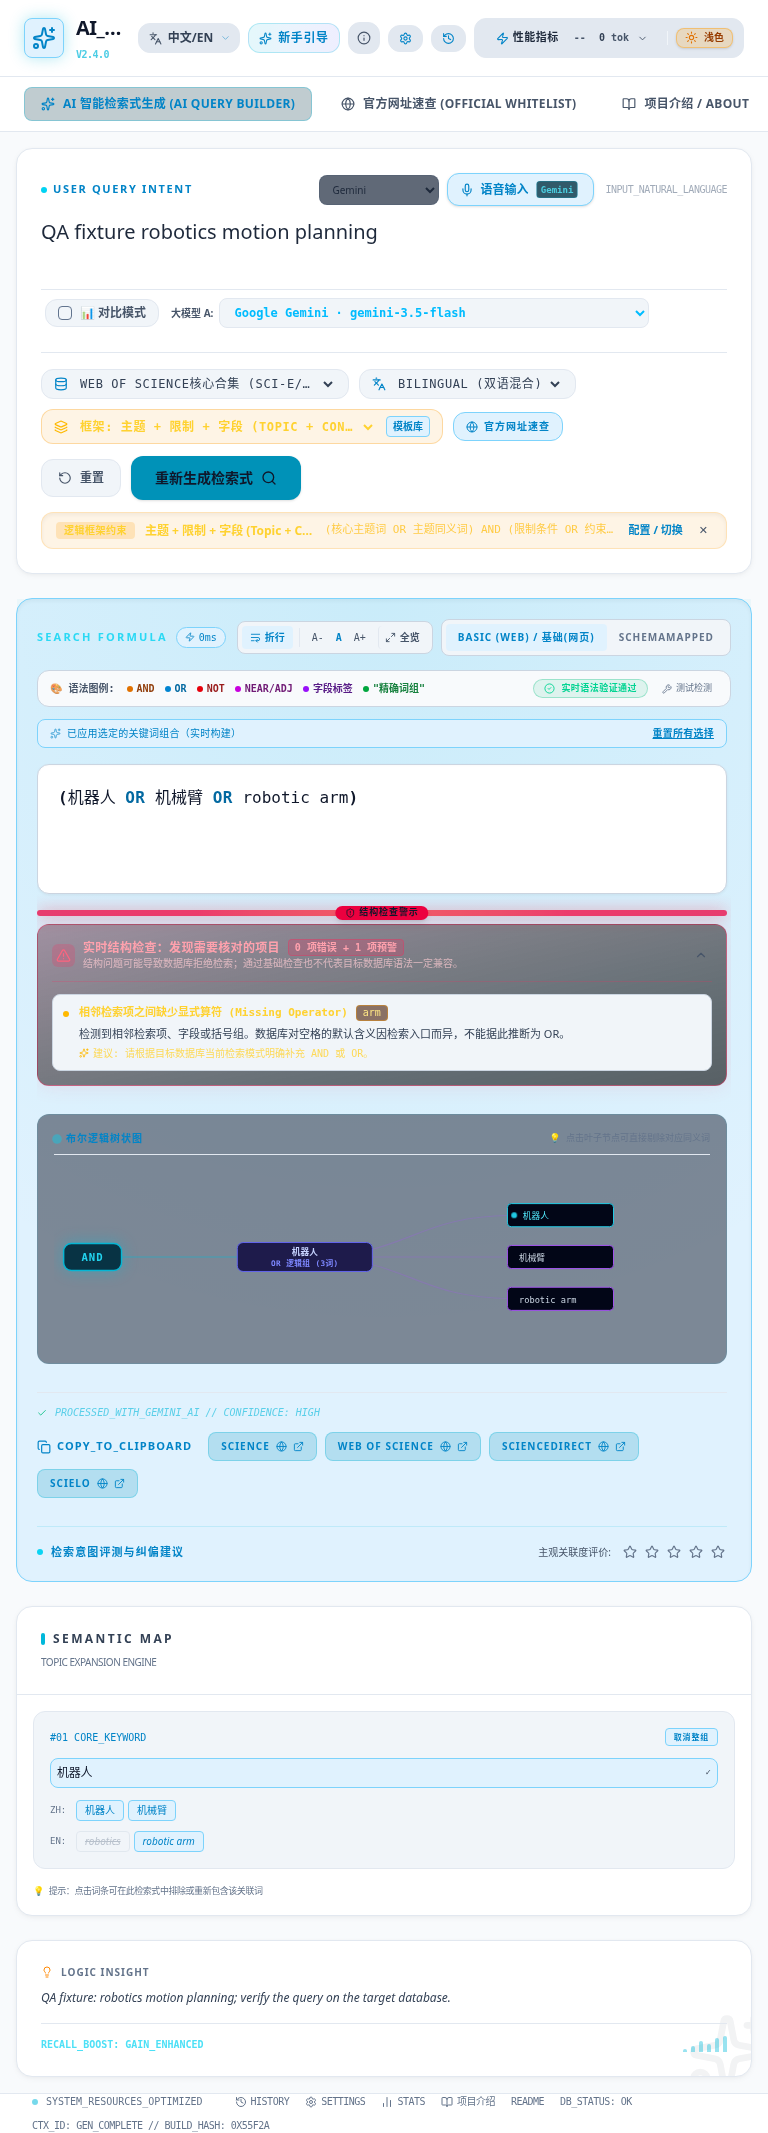 AI_...
V2.4.0
中文/EN
新手引导
性能指标 -- 0 tok
浅色
AI 智能检索式生成 (AI QUERY BUILDER)
官方网址速查 (OFFICIAL WHITELIST)
项目介绍 / ABOUT
USER QUERY INTENT
Gemini
语音输入 Gemini
INPUT_NATURAL_LANGUAGE
QA fixture robotics motion planning
📊 对比模式
大模型 A:
Google Gemini · gemini-3.5-flash
WEB OF SCIENCE核心合集 (SCI-E/...
BILINGUAL (双语混合)
框架: 主题 + 限制 + 字段 (TOPIC + CON...
模板库
官方网址速查
重置
重新生成检索式
逻辑框架约束
主题 + 限制 + 字段 (Topic + C...
(核心主题词 OR 主题同义词) AND (限制条件 OR 约束...
配置 / 切换
×
SEARCH FORMULA
0ms
折行
A- A A+
全览
BASIC (WEB) / 基础(网页)
SCHEMAMAPPED
🎨 语法图例: AND OR NOT NEAR/ADJ 字段标签 "精确词组"
实时语法验证通过
测试检测
已应用选定的关键词组合 (实时构建)
重置所有选择
(机器人 OR 机械臂 OR robotic arm)
结构检查警示
实时结构检查: 发现需要核对的项目
0 项错误 + 1 项预警
结构问题可能导致数据库拒绝检索；通过基础检查也不代表目标数据库语法一定兼容。
相邻检索项之间缺少显式算符 (Missing Operator)
arm
检测到相邻检索项、字段或括号组。数据库对空格的默认含义因检索入口而异，不能据此推断为 OR。
建议: 请根据目标数据库当前检索模式明确补充 AND 或 OR。
布尔逻辑树状图
💡 点击叶子节点可直接剔除对应同义词
AND
机器人
OR 逻辑组 (3词)
机器人
机械臂
robotic arm
PROCESSED_WITH_GEMINI_AI // CONFIDENCE: HIGH
COPY_TO_CLIPBOARD
SCIENCE
WEB OF SCIENCE
SCIENCEDIRECT
SCIELO
检索意图评测与纠偏建议
主观关联度评价:
SEMANTIC MAP
TOPIC EXPANSION ENGINE
#01 CORE_KEYWORD
取消整组
机器人
✓
ZH: 机器人 机械臂
EN: robotics robotic arm
💡 提示: 点击词条可在此检索式中排除或重新包含该关联词
LOGIC INSIGHT
QA fixture: robotics motion planning; verify the query on the target database.
RECALL_BOOST: GAIN_ENHANCED
SYSTEM_RESOURCES_OPTIMIZED
HISTORY
SETTINGS
STATS
项目介绍
README
DB_STATUS: OK
CTX_ID: GEN_COMPLETE // BUILD_HASH: 0X55F2A